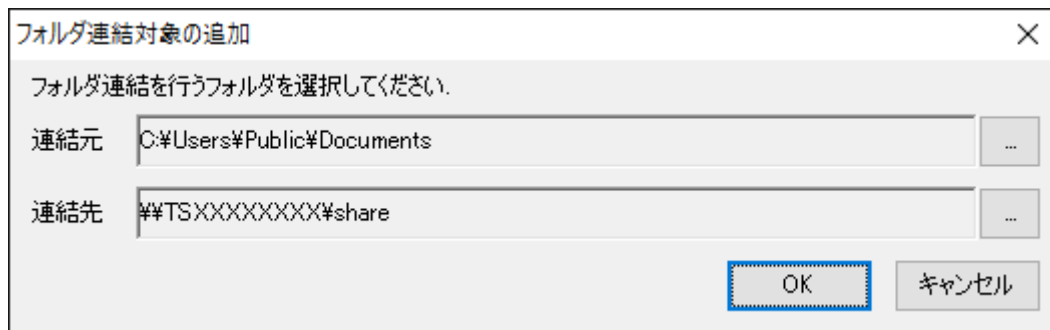 フォルダ連結対象の追加
フォルダ連結を行うフォルダを選択してください.
連結元 C:¥Users¥Public¥Documents ...
連結先 ¥¥TSXXXXXXXX¥share ...
OK キャンセル